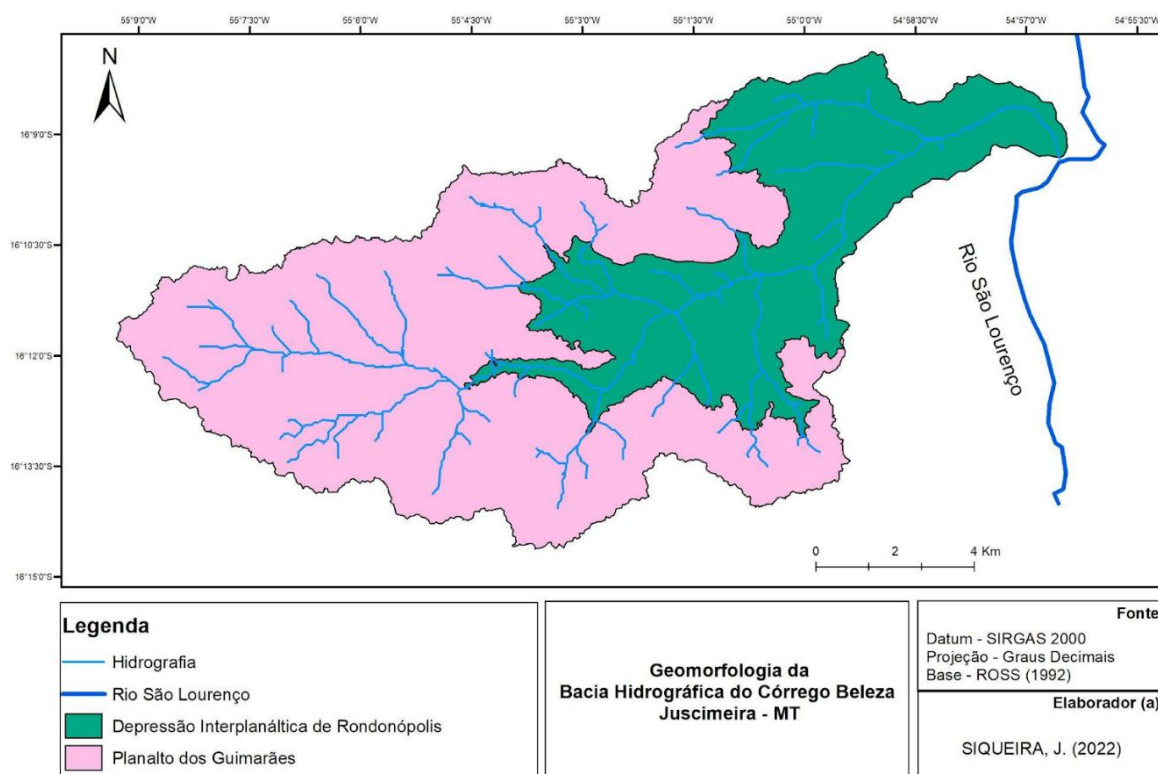 55°9'0"W 55°7'30"W 55°6'0"W 55°4'30"W 55°3'0"W 55°1'30"W 55°0'0"W 54°58'30"W 54°57'0"W 54°55'30"W
N
16°9'0"S
16°10'30"S
16°12'0"S
16°13'30"S
16°15'0"S
Rio São Lourenço
0 2 4 Km
Legenda
Hidrografia
Rio São Lourenço
Depressão Interplanáltica de Rondonópolis
Planalto dos Guimarães
Geomorfologia da
Bacia Hidrográfica do Córrego Beleza
Juscimeira - MT
Fonte
Datum - SIRGAS 2000
Projeção - Graus Decimais
Base - ROSS (1992)
Elaborador (a)
SIQUEIRA, J. (2022)